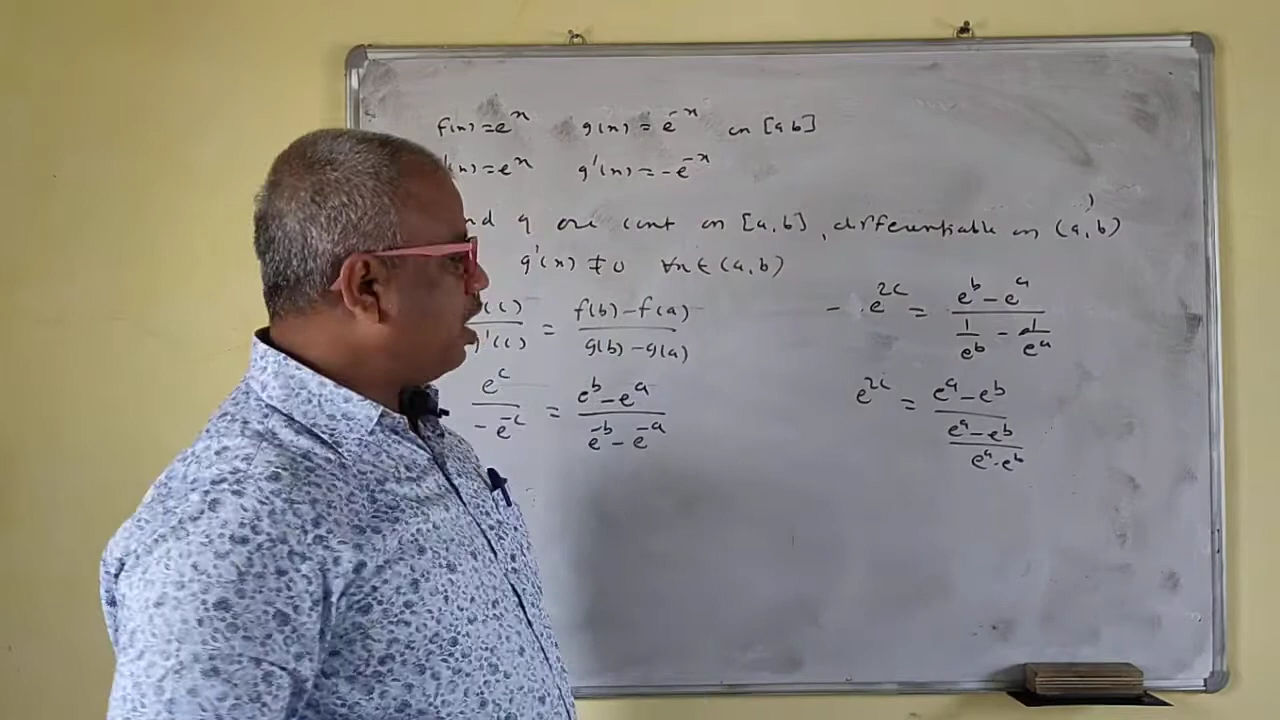 f(x) = e^x g(x) = e^-x on [a,b]
'(x) = e^x g'(x) = -e^-x
nd g are cont on [a,b], differentiable on (a,b)
g'(x) ≠ 0 ∀x ∈ (a,b)
(c) / g'(c) = f(b) - f(a) / g(b) - g(a)
e^c / -e^-c = e^b - e^a / e^-b - e^-a
- e^2c = e^b - e^a / 1/e^b - 1/e^a
e^2c = e^a - e^b / e^a - e^b / e^a · e^b